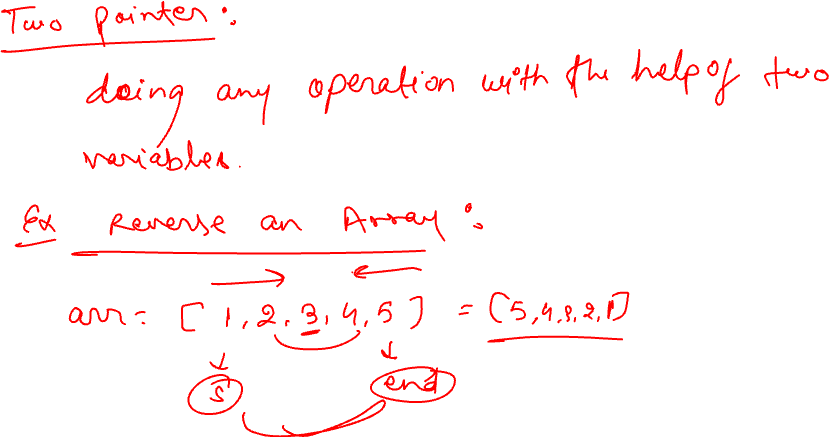 Two pointer :
doing any operation with the help of two
variables.
Ex Reverse an Array :
arr = [ 1, 2, 3, 4, 5 ] = [5, 4, 3, 2, 1]
s end